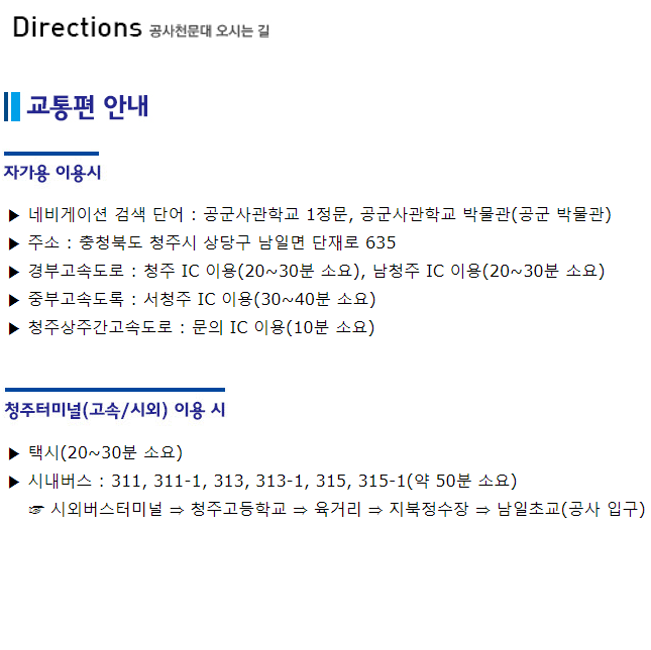 Directions 공사천문대 오시는 길
교통편 안내
자가용 이용시
▶ 네비게이션 검색 단어 : 공군사관학교 1정문, 공군사관학교 박물관(공군 박물관)
▶ 주소 : 충청북도 청주시 상당구 남일면 단재로 635
▶ 경부고속도로 : 청주 IC 이용(20~30분 소요), 남청주 IC 이용(20~30분 소요)
▶ 중부고속도록 : 서청주 IC 이용(30~40분 소요)
▶ 청주상주간고속도로 : 문의 IC 이용(10분 소요)
청주터미널(고속/시외) 이용 시
▶ 택시(20~30분 소요)
▶ 시내버스 : 311, 311-1, 313, 313-1, 315, 315-1(약 50분 소요)
☞ 시외버스터미널 ⇒ 청주고등학교 ⇒ 육거리 ⇒ 지북정수장 ⇒ 남일초교(공사 입구)